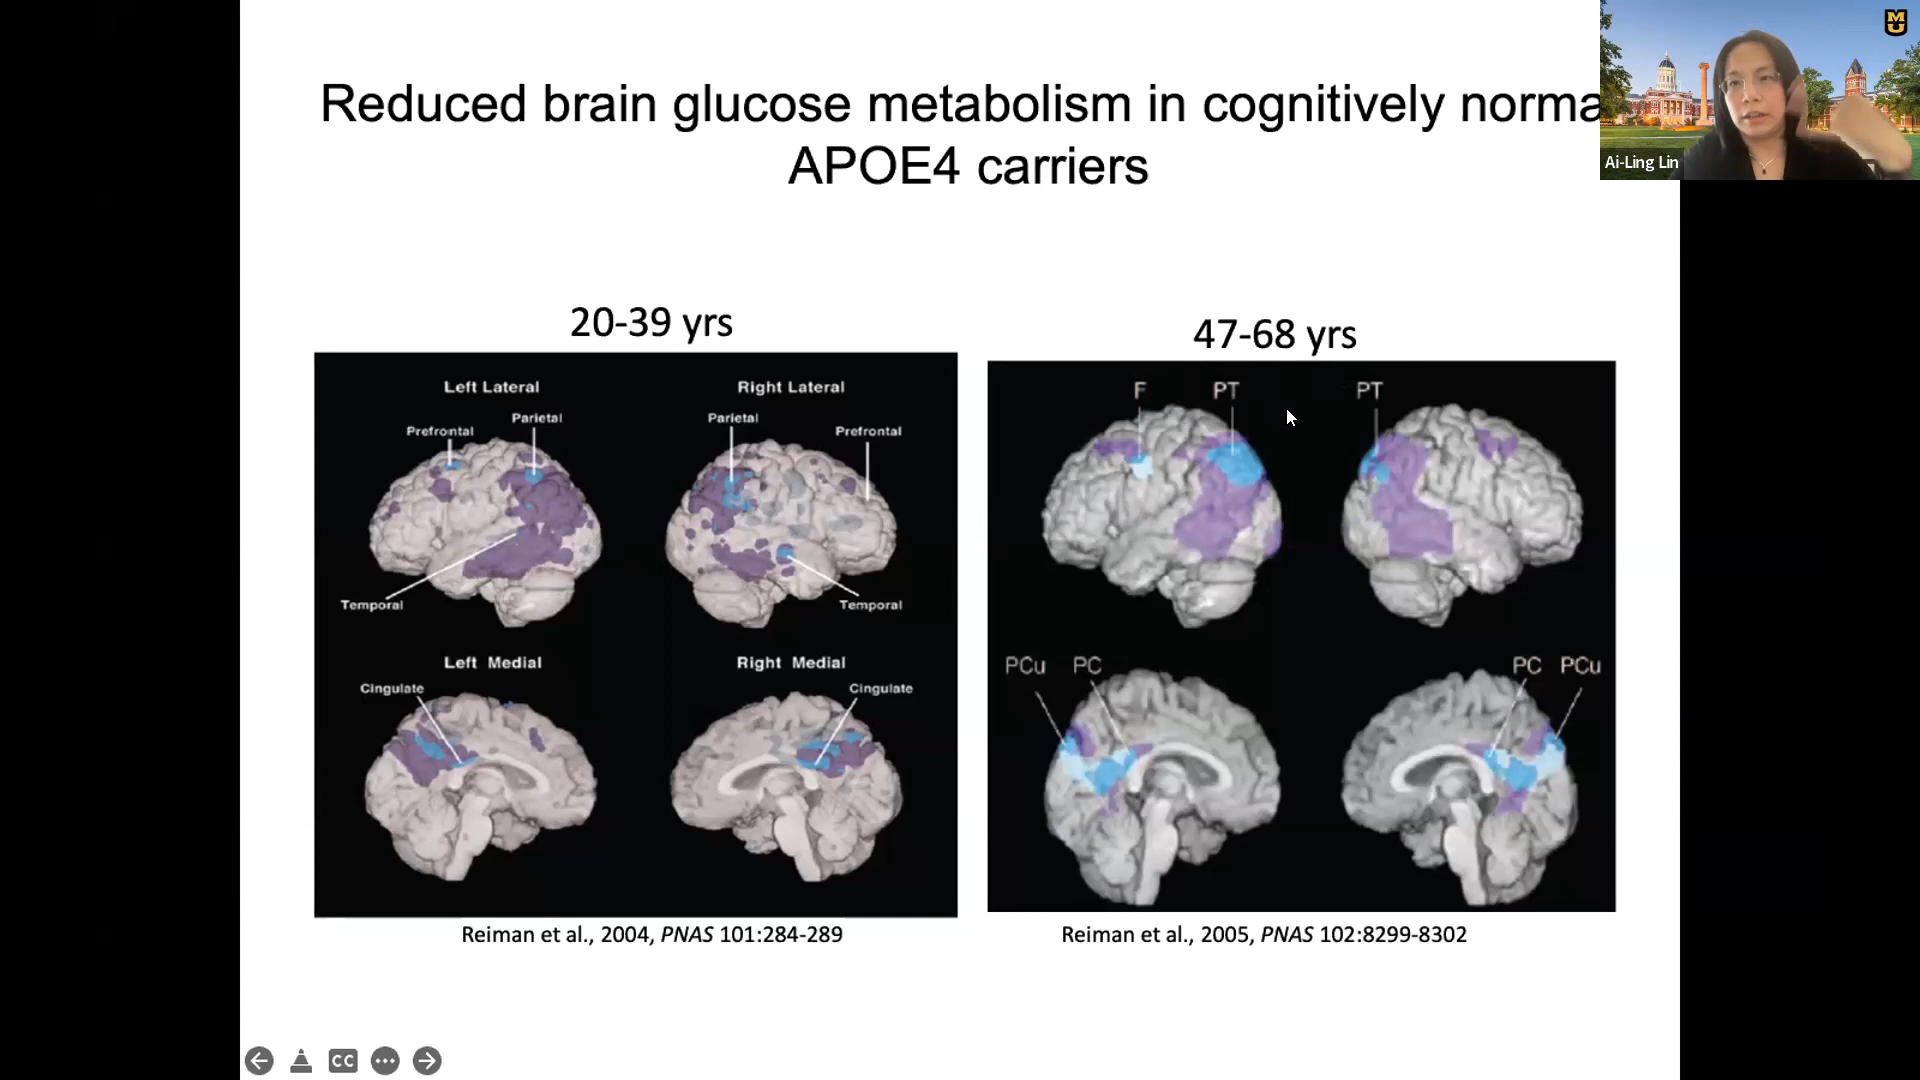 Reduced brain glucose metabolism in cognitively norma
APOE4 carriers
M
U
Ai-Ling Lin
20-39 yrs
47-68 yrs
Left Lateral
Right Lateral
Prefrontal
Parietal
Parietal
Prefrontal
Temporal
Temporal
Left Medial
Right Medial
Cingulate
Cingulate
F
PT
PT
PCu
PC
PC
PCu
Reiman et al., 2004, PNAS 101:284-289
Reiman et al., 2005, PNAS 102:8299-8302
CC